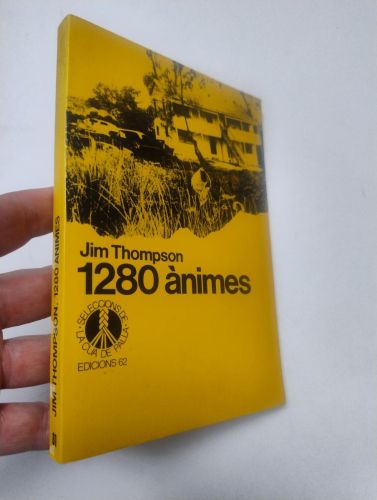 Jim Thompson
1280 ànimes
SELECCIONS DE
LA CUA DE PALLA
EDICIONS 62
JIM THOMPSON. 1280 ÀNIMES